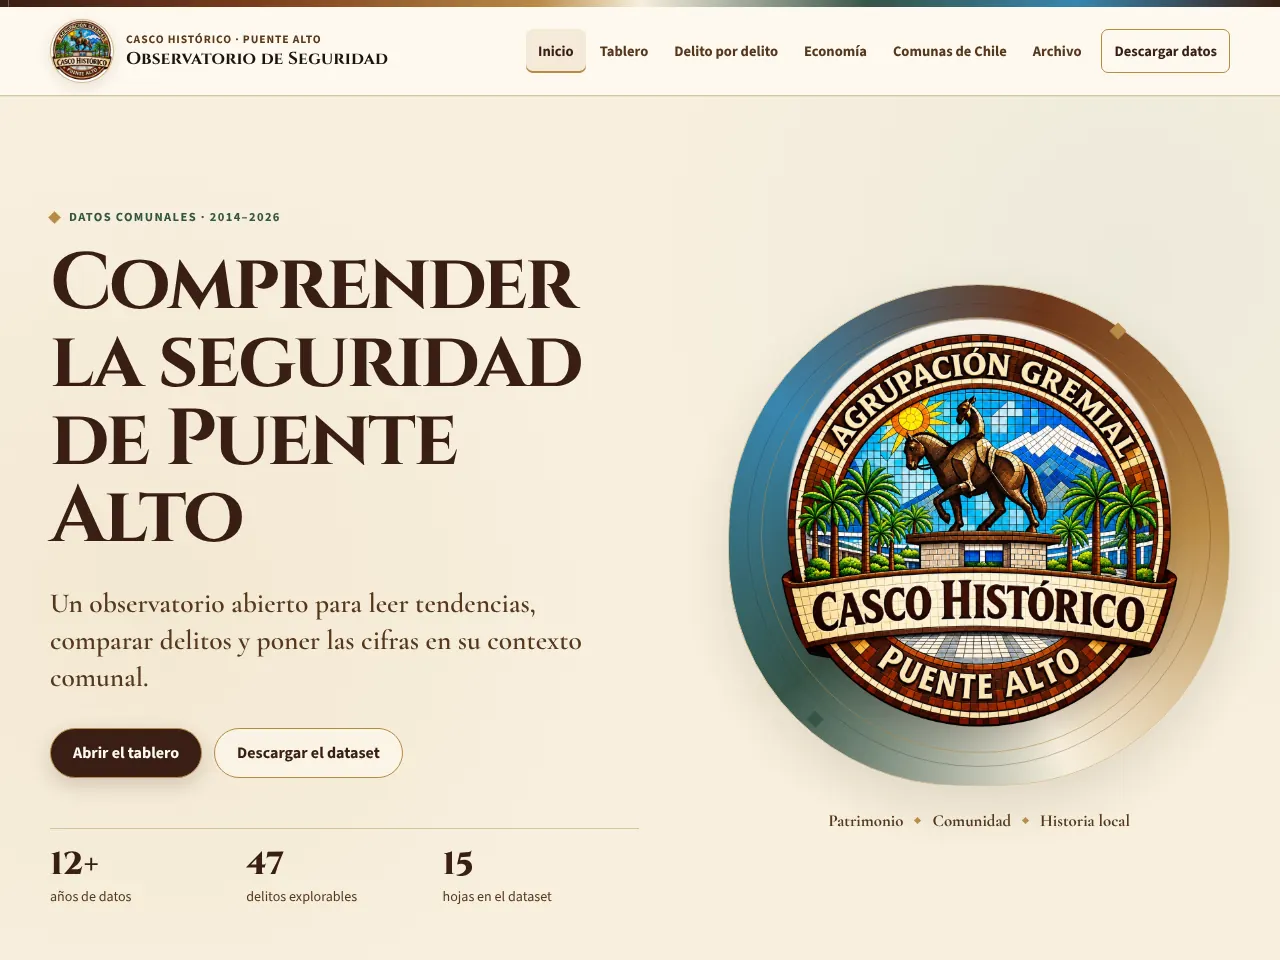 CASCO HISTÓRICO · PUENTE ALTO
OBSERVATORIO DE SEGURIDAD
Inicio
Tablero
Delito por delito
Economía
Comunas de Chile
Archivo
Descargar datos
DATOS COMUNALES · 2014–2026
COMPRENDER
LA SEGURIDAD
DE PUENTE
ALTO
Un observatorio abierto para leer tendencias,
comparar delitos y poner las cifras en su contexto
comunal.
Abrir el tablero
Descargar el dataset
12+
años de datos
47
delitos explorables
15
hojas en el dataset
AGRUPACIÓN GREMIAL
CASCO HISTÓRICO
PUENTE ALTO
Patrimonio ◆ Comunidad ◆ Historia local